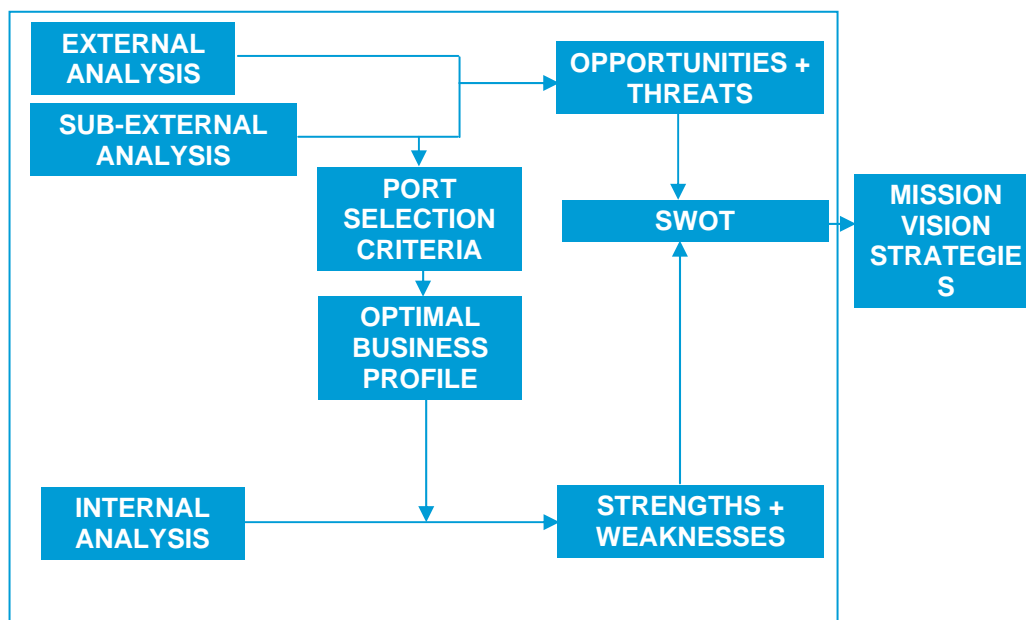 EXTERNAL
ANALYSIS
SUB-EXTERNAL
ANALYSIS
OPPORTUNITIES +
THREATS
PORT
SELECTION
CRITERIA
SWOT
MISSION
VISION
STRATEGIE
S
OPTIMAL
BUSINESS
PROFILE
INTERNAL
ANALYSIS
STRENGTHS +
WEAKNESSES